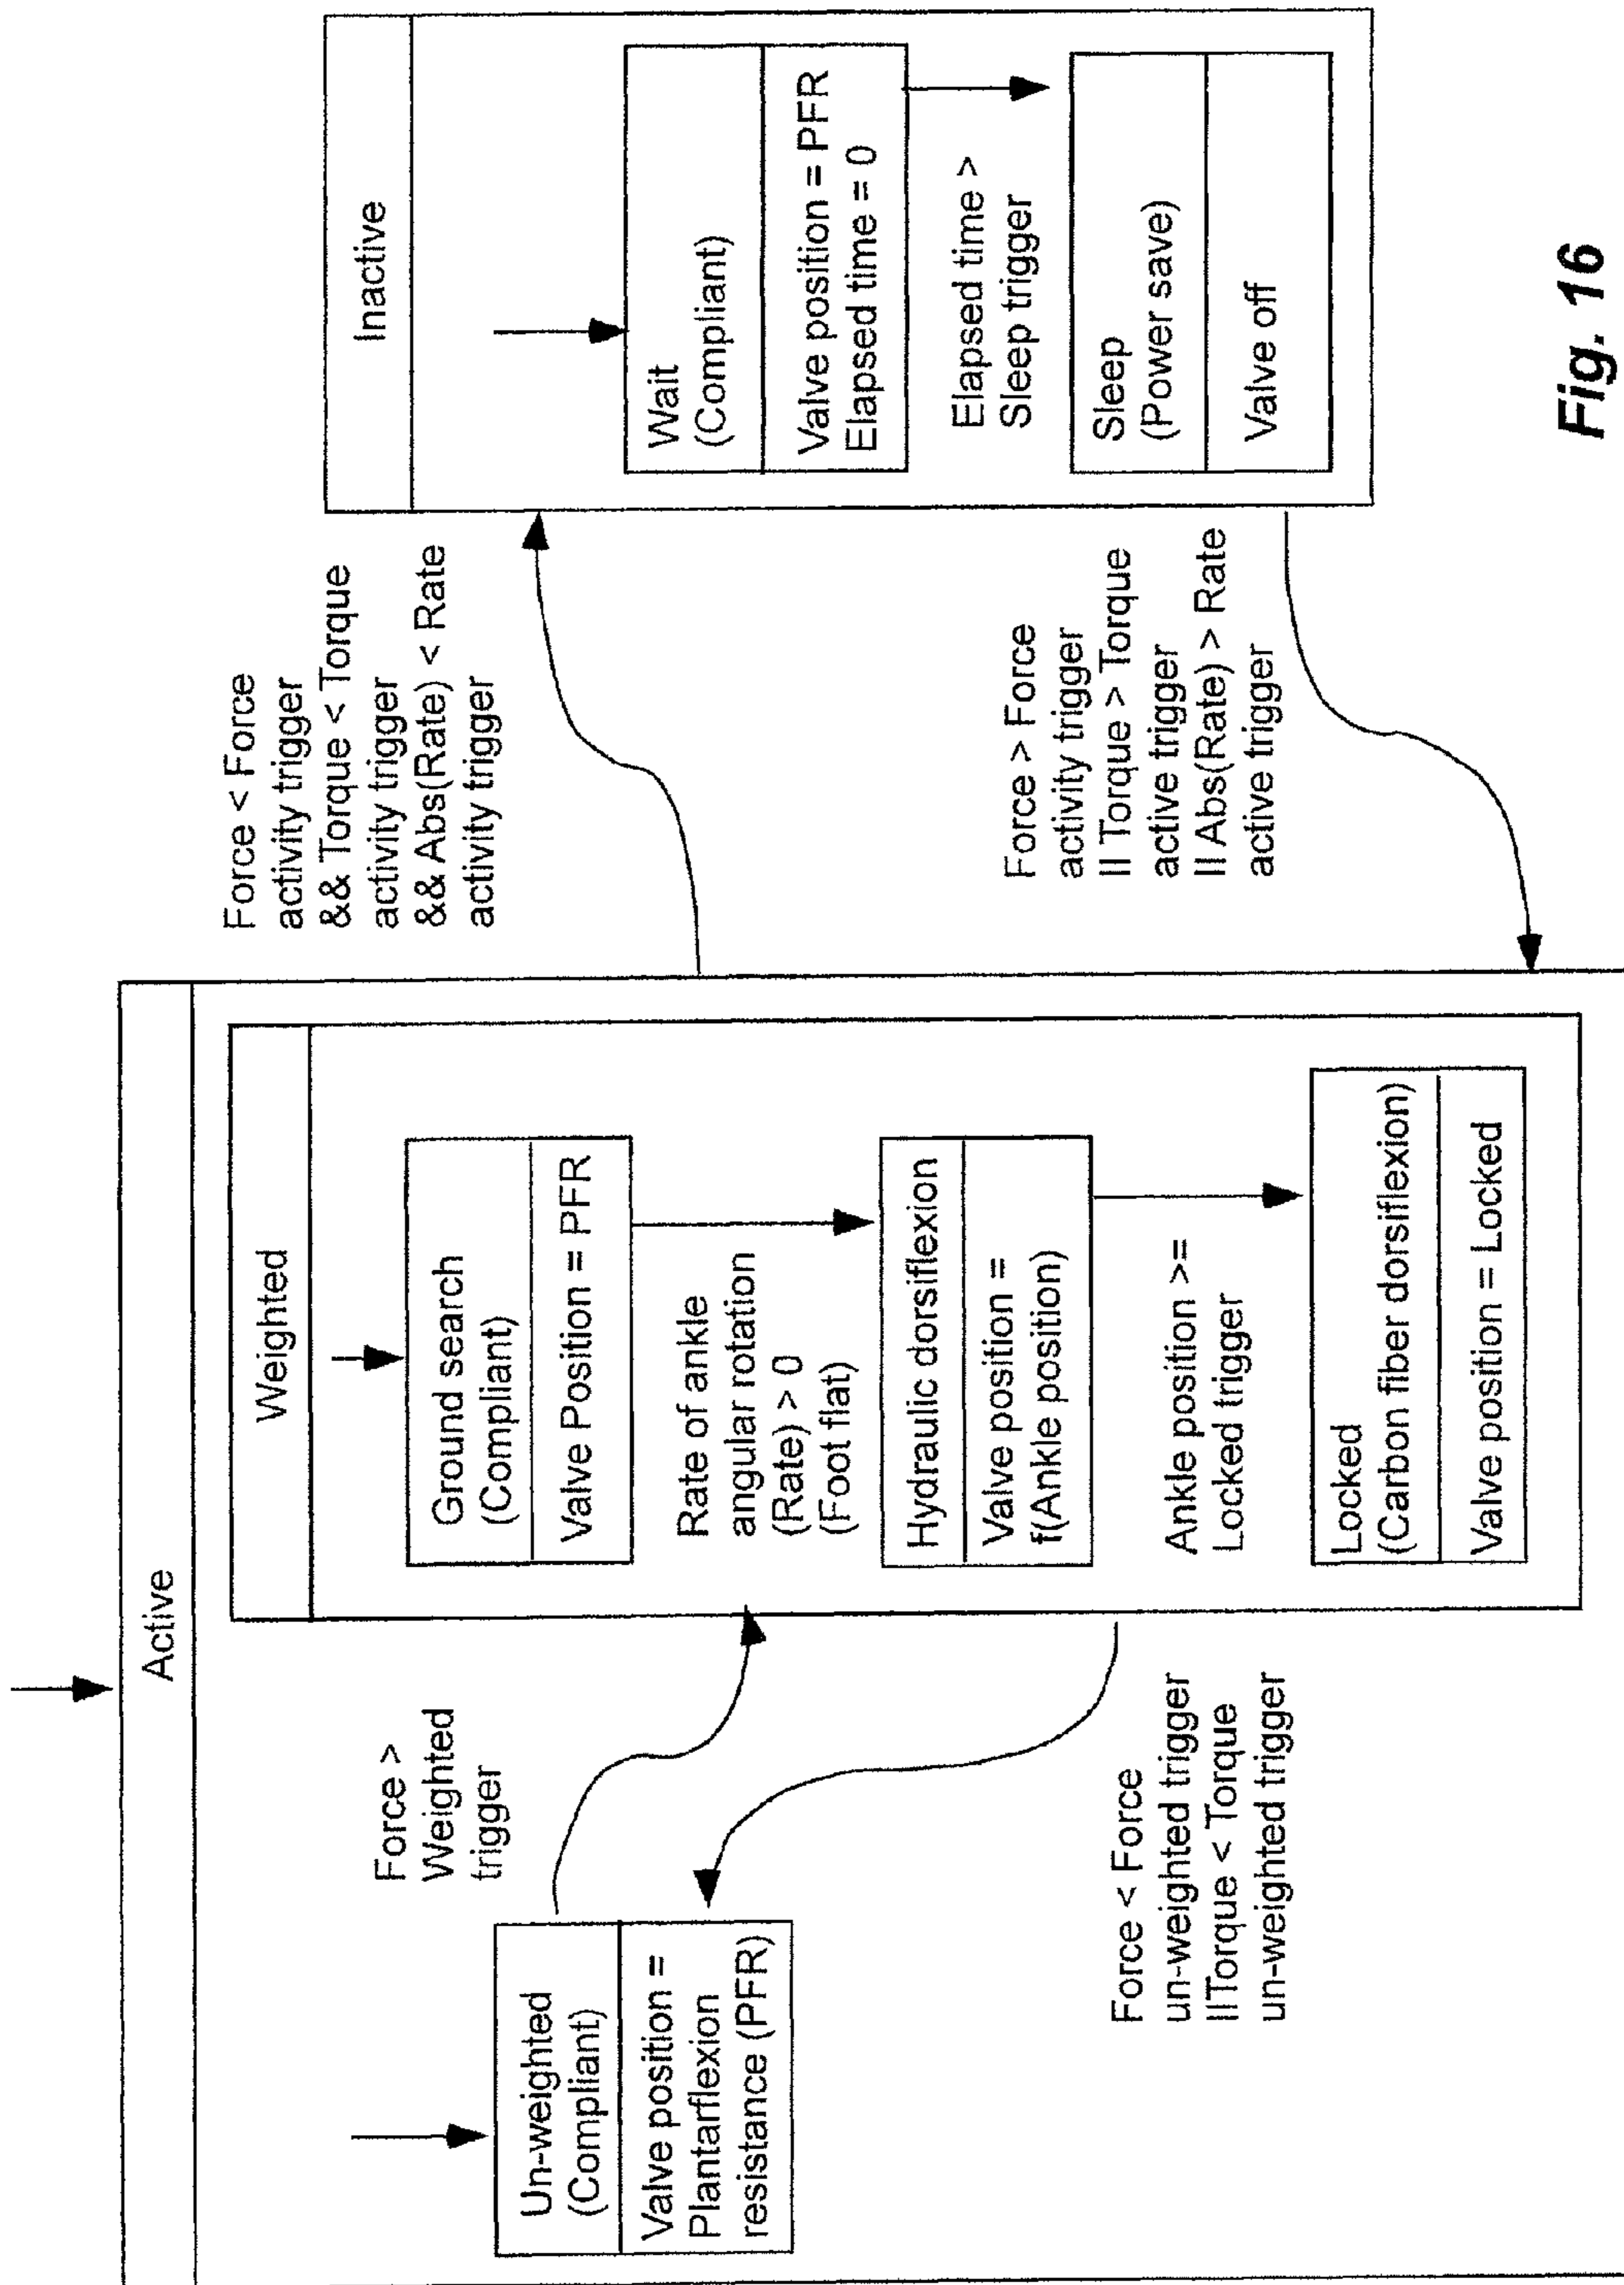 Active
Un-weighted
(Compliant)
Valve position =
Plantarflexion
resistance (PFR)
Force >
Weighted
trigger
Force < Force
un-weighted trigger
||Torque < Torque
un-weighted trigger
Weighted
Ground search
(Compliant)
Valve Position = PFR
Rate of ankle
angular rotation
(Rate) > 0
(Foot flat)
Hydraulic dorsiflexion
Valve position =
f(Ankle position)
Ankle position >=
Locked trigger
Locked
(Carbon fiber dorsiflexion)
Valve position = Locked
Force < Force
activity trigger
&& Torque < Torque
activity trigger
&& Abs(Rate) < Rate
activity trigger
Force > Force
activity trigger
|| Torque > Torque
active trigger
|| Abs(Rate) > Rate
active trigger
Inactive
Wait
(Compliant)
Valve position = PFR
Elapsed time = 0
Elapsed time >
Sleep trigger
Sleep
(Power save)
Valve off
Fig. 16